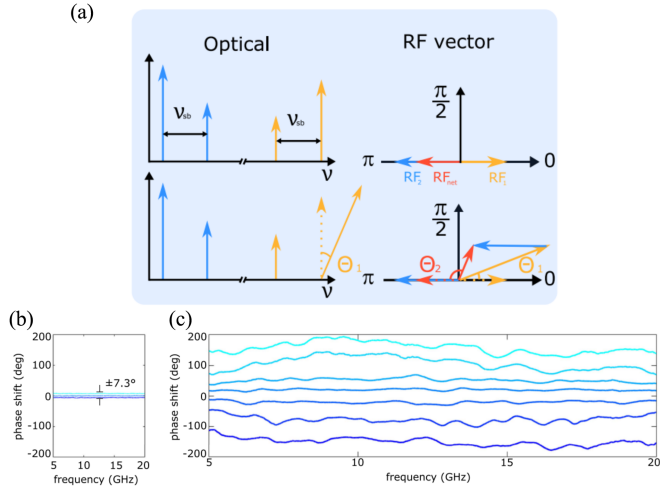 (a)
Optical
RF vector
ν_sb
ν_sb
ν
π/2
π
0
RF₂
RF_net
RF₁
Θ₁
ν
π/2
π
Θ₂
Θ₁
0
(b)
phase shift (deg)
200
100
0
-100
-200
±7.3°
5
10
15
20
frequency (GHz)
(c)
phase shift (deg)
200
100
0
-100
-200
5
10
15
20
frequency (GHz)